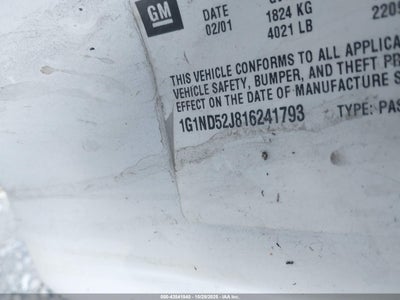 GM
DATE
02/01
1824 KG
4021 LB
THIS VEHICLE CONFORMS TO ALL APPLICA
VEHICLE SAFETY, BUMPER, AND THEFT PR
EFFECT ON THE DATE OF MANUFACTURE S
1G1ND52J816241793 TYPE: PAS